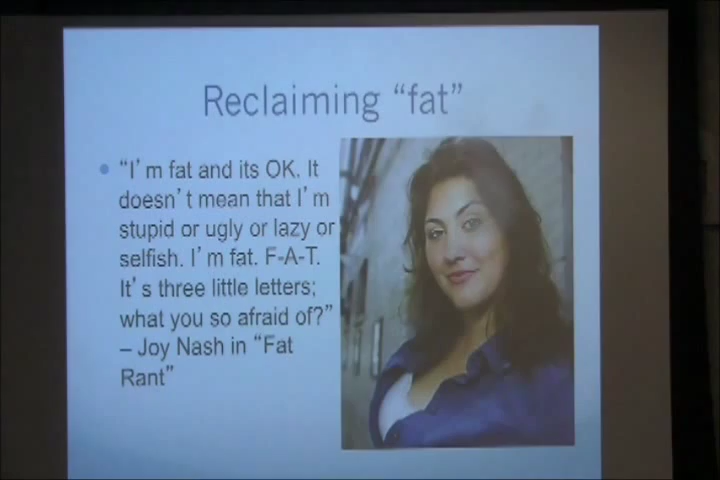 Reclaiming “fat”
“I’m fat and its OK. It
doesn’t mean that I’m
stupid or ugly or lazy or
selfish. I’m fat. F-A-T.
It’s three little letters;
what you so afraid of?”
– Joy Nash in “Fat
Rant”